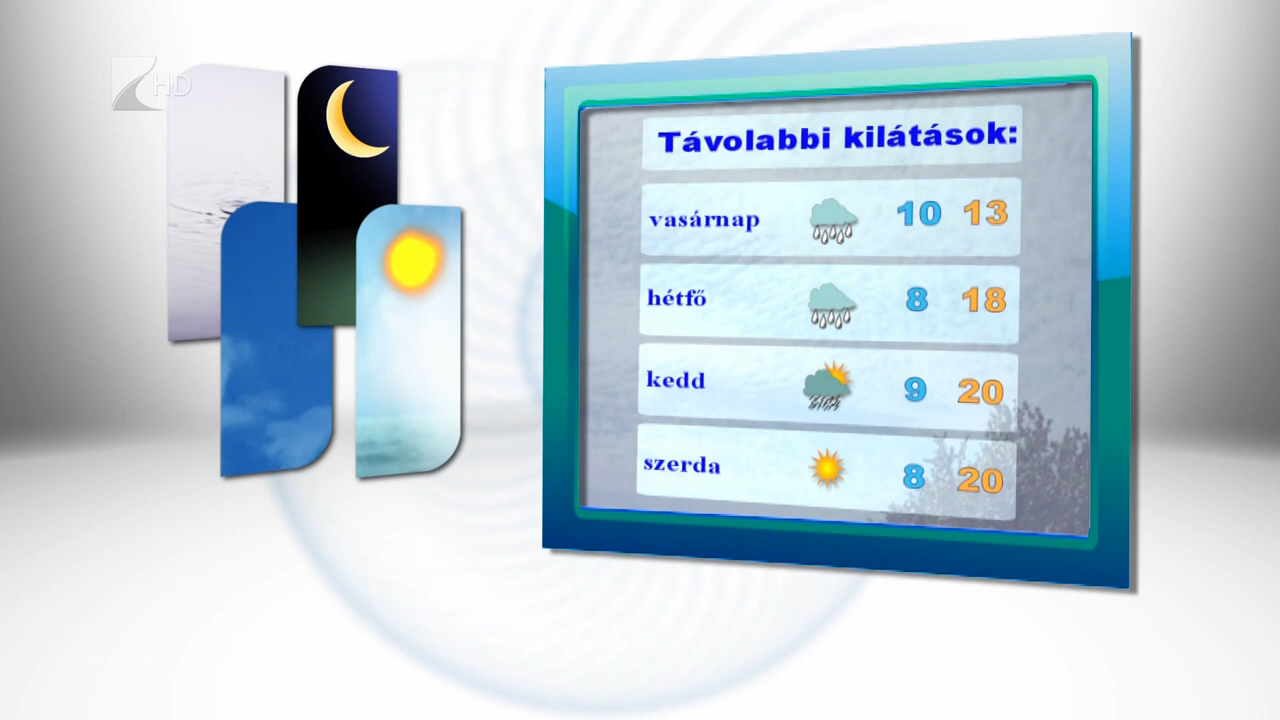 HD
Távolabbi kilátások:
vasárnap 10 13
hétfő 8 18
kedd 9 20
szerda 8 20